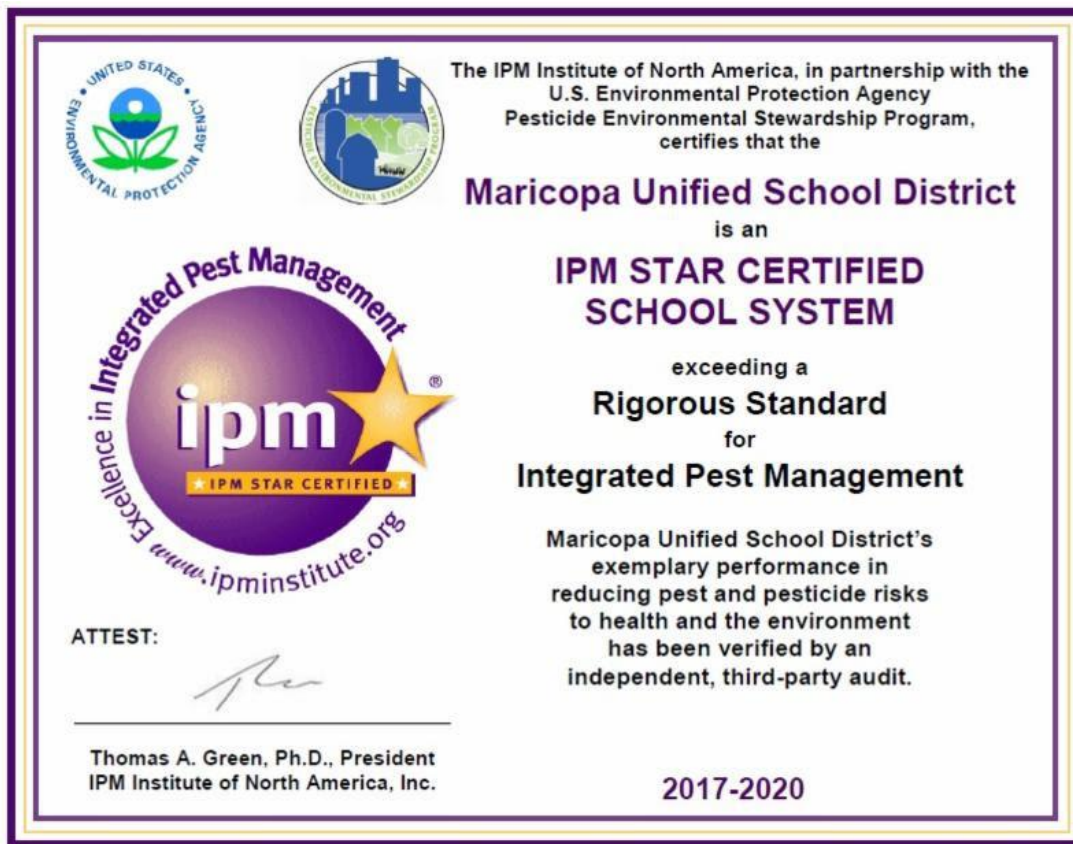 UNITED STATES
ENVIRONMENTAL PROTECTION AGENCY
PESTICIDE ENVIRONMENTAL STEWARDSHIP PROGRAM
The IPM Institute of North America, in partnership with the
U.S. Environmental Protection Agency
Pesticide Environmental Stewardship Program,
certifies that the
Maricopa Unified School District
is an
IPM STAR CERTIFIED
SCHOOL SYSTEM
exceeding a
Rigorous Standard
for
Integrated Pest Management
Maricopa Unified School District's
exemplary performance in
reducing pest and pesticide risks
to health and the environment
has been verified by an
independent, third-party audit.
2017-2020
Excellence in Integrated Pest Management
ipm ®
IPM STAR CERTIFIED
www.ipminstitute.org
ATTEST:
Thomas A. Green, Ph.D., President
IPM Institute of North America, Inc.